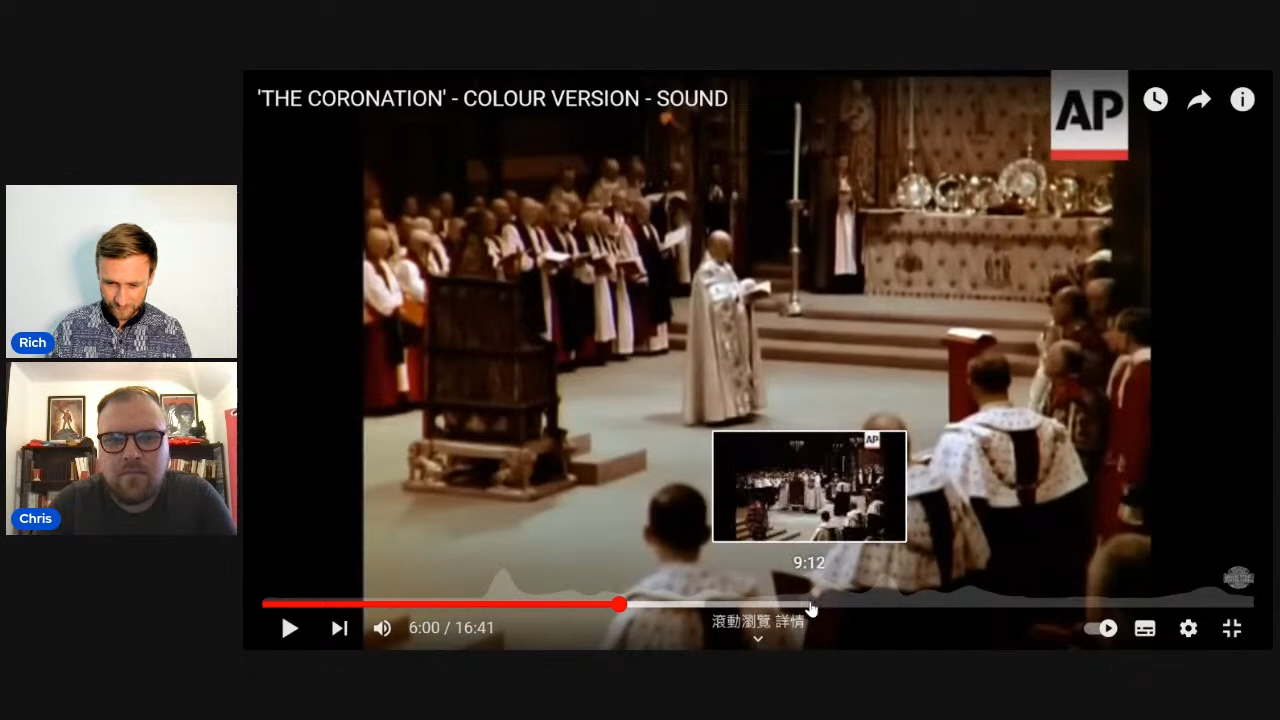 'THE CORONATION' - COLOUR VERSION - SOUND
AP
Rich
Chris
AP
9:12
6:00 / 16:41
滾動瀏覽 詳情